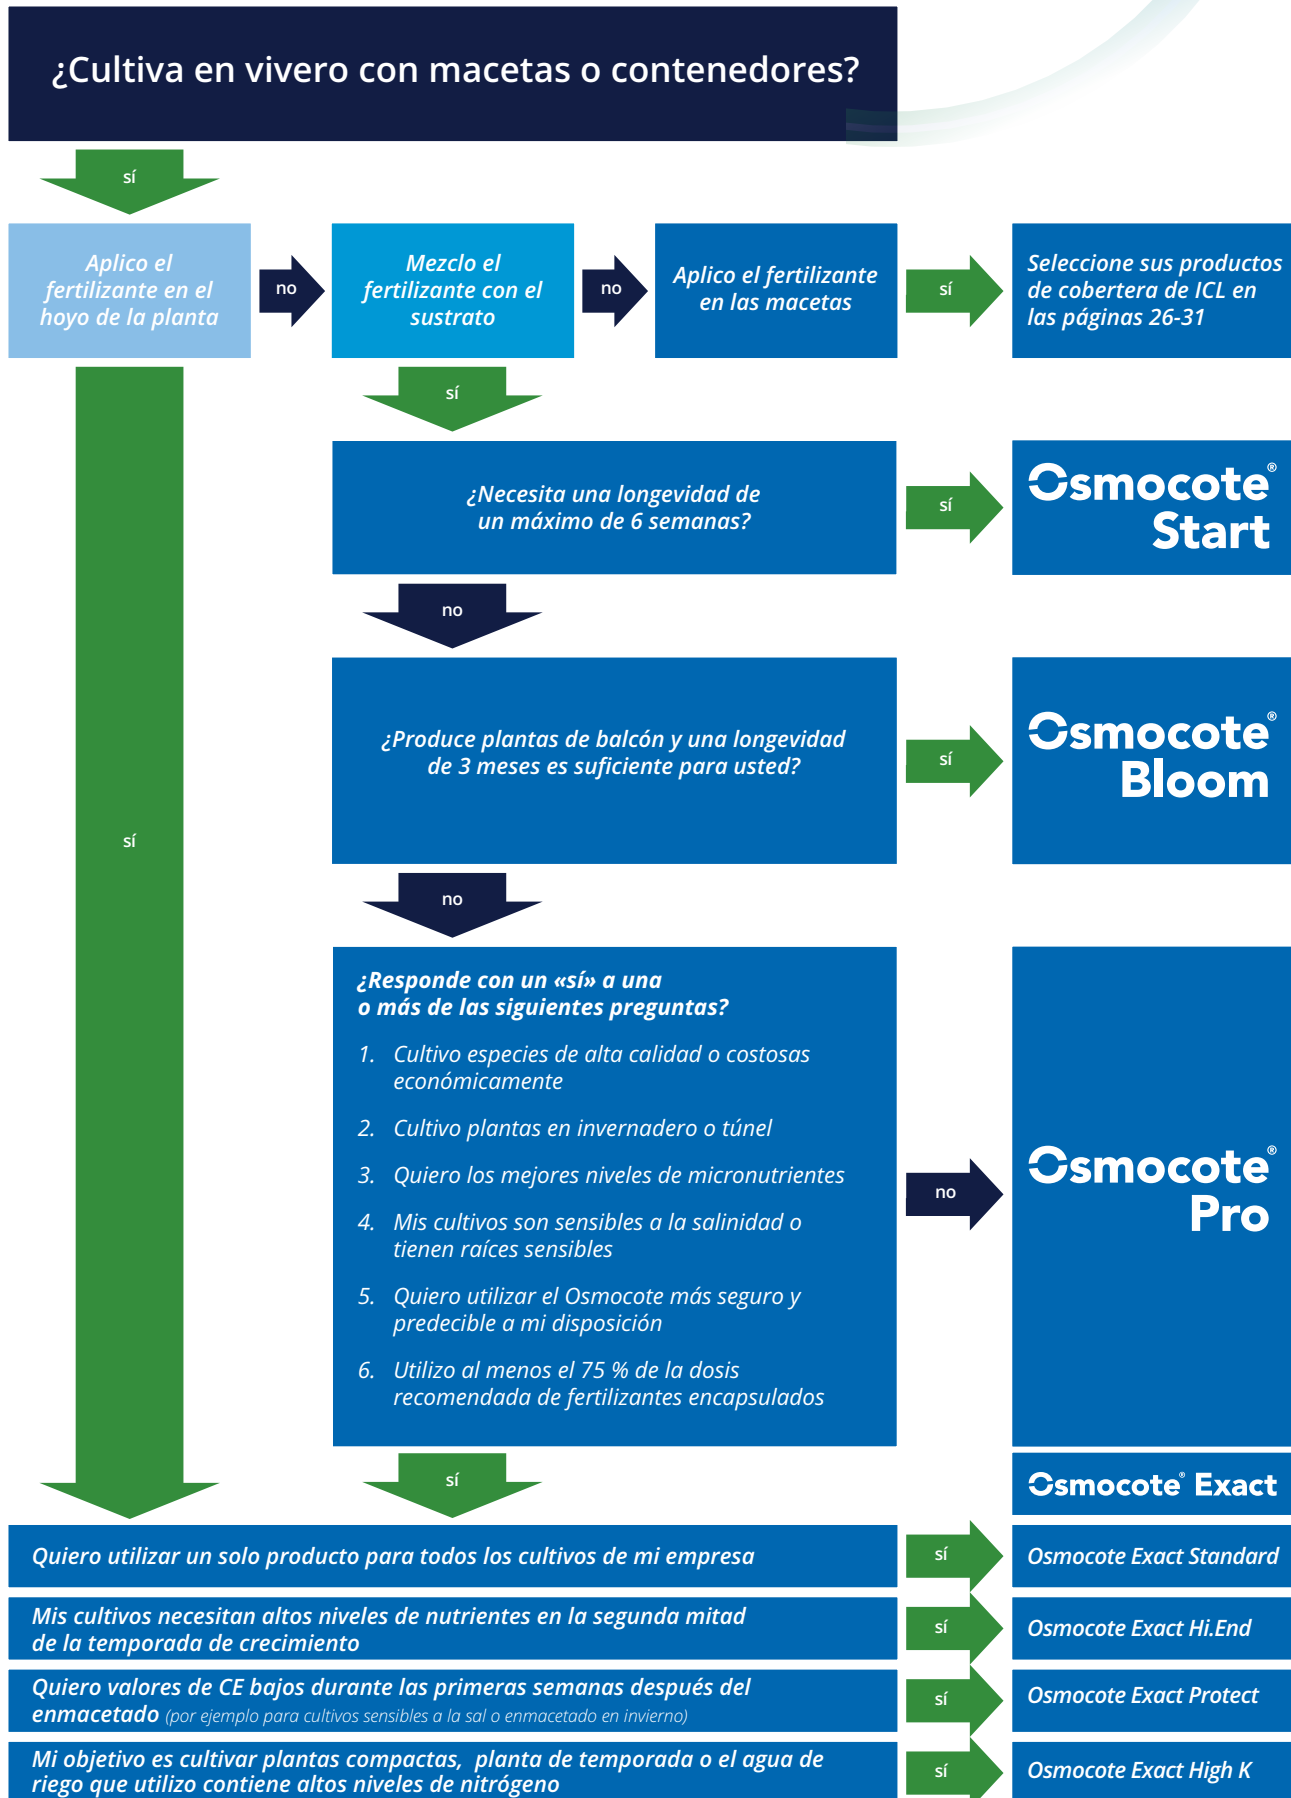 ¿Cultiva en vivero con macetas o contenedores?
sí
Aplico el
fertilizante en el
hoyo de la planta
no
Mezclo el
fertilizante con el
sustrato
no
Aplico el fertilizante
en las macetas
sí
Seleccione sus productos
de cobertera de ICL en
las páginas 26-31
sí
¿Necesita una longevidad de
un máximo de 6 semanas?
sí
Osmocote®
Start
no
¿Produce plantas de balcón y una longevidad
de 3 meses es suficiente para usted?
sí
Osmocote®
Bloom
sí
no
¿Responde con un «sí» a una
o más de las siguientes preguntas?
1. Cultivo especies de alta calidad o costosas
económicamente
2. Cultivo plantas en invernadero o túnel
3. Quiero los mejores niveles de micronutrientes
4. Mis cultivos son sensibles a la salinidad o
tienen raíces sensibles
5. Quiero utilizar el Osmocote más seguro y
predecible a mi disposición
6. Utilizo al menos el 75 % de la dosis
recomendada de fertilizantes encapsulados
no
Osmocote®
Pro
sí
Osmocote® Exact
Quiero utilizar un solo producto para todos los cultivos de mi empresa
sí
Osmocote Exact Standard
Mis cultivos necesitan altos niveles de nutrientes en la segunda mitad
de la temporada de crecimiento
sí
Osmocote Exact Hi.End
Quiero valores de CE bajos durante las primeras semanas después del
enmacetado (por ejemplo para cultivos sensibles a la sal o enmacetado en invierno)
sí
Osmocote Exact Protect
Mi objetivo es cultivar plantas compactas, planta de temporada o el agua de
riego que utilizo contiene altos niveles de nitrógeno
sí
Osmocote Exact High K